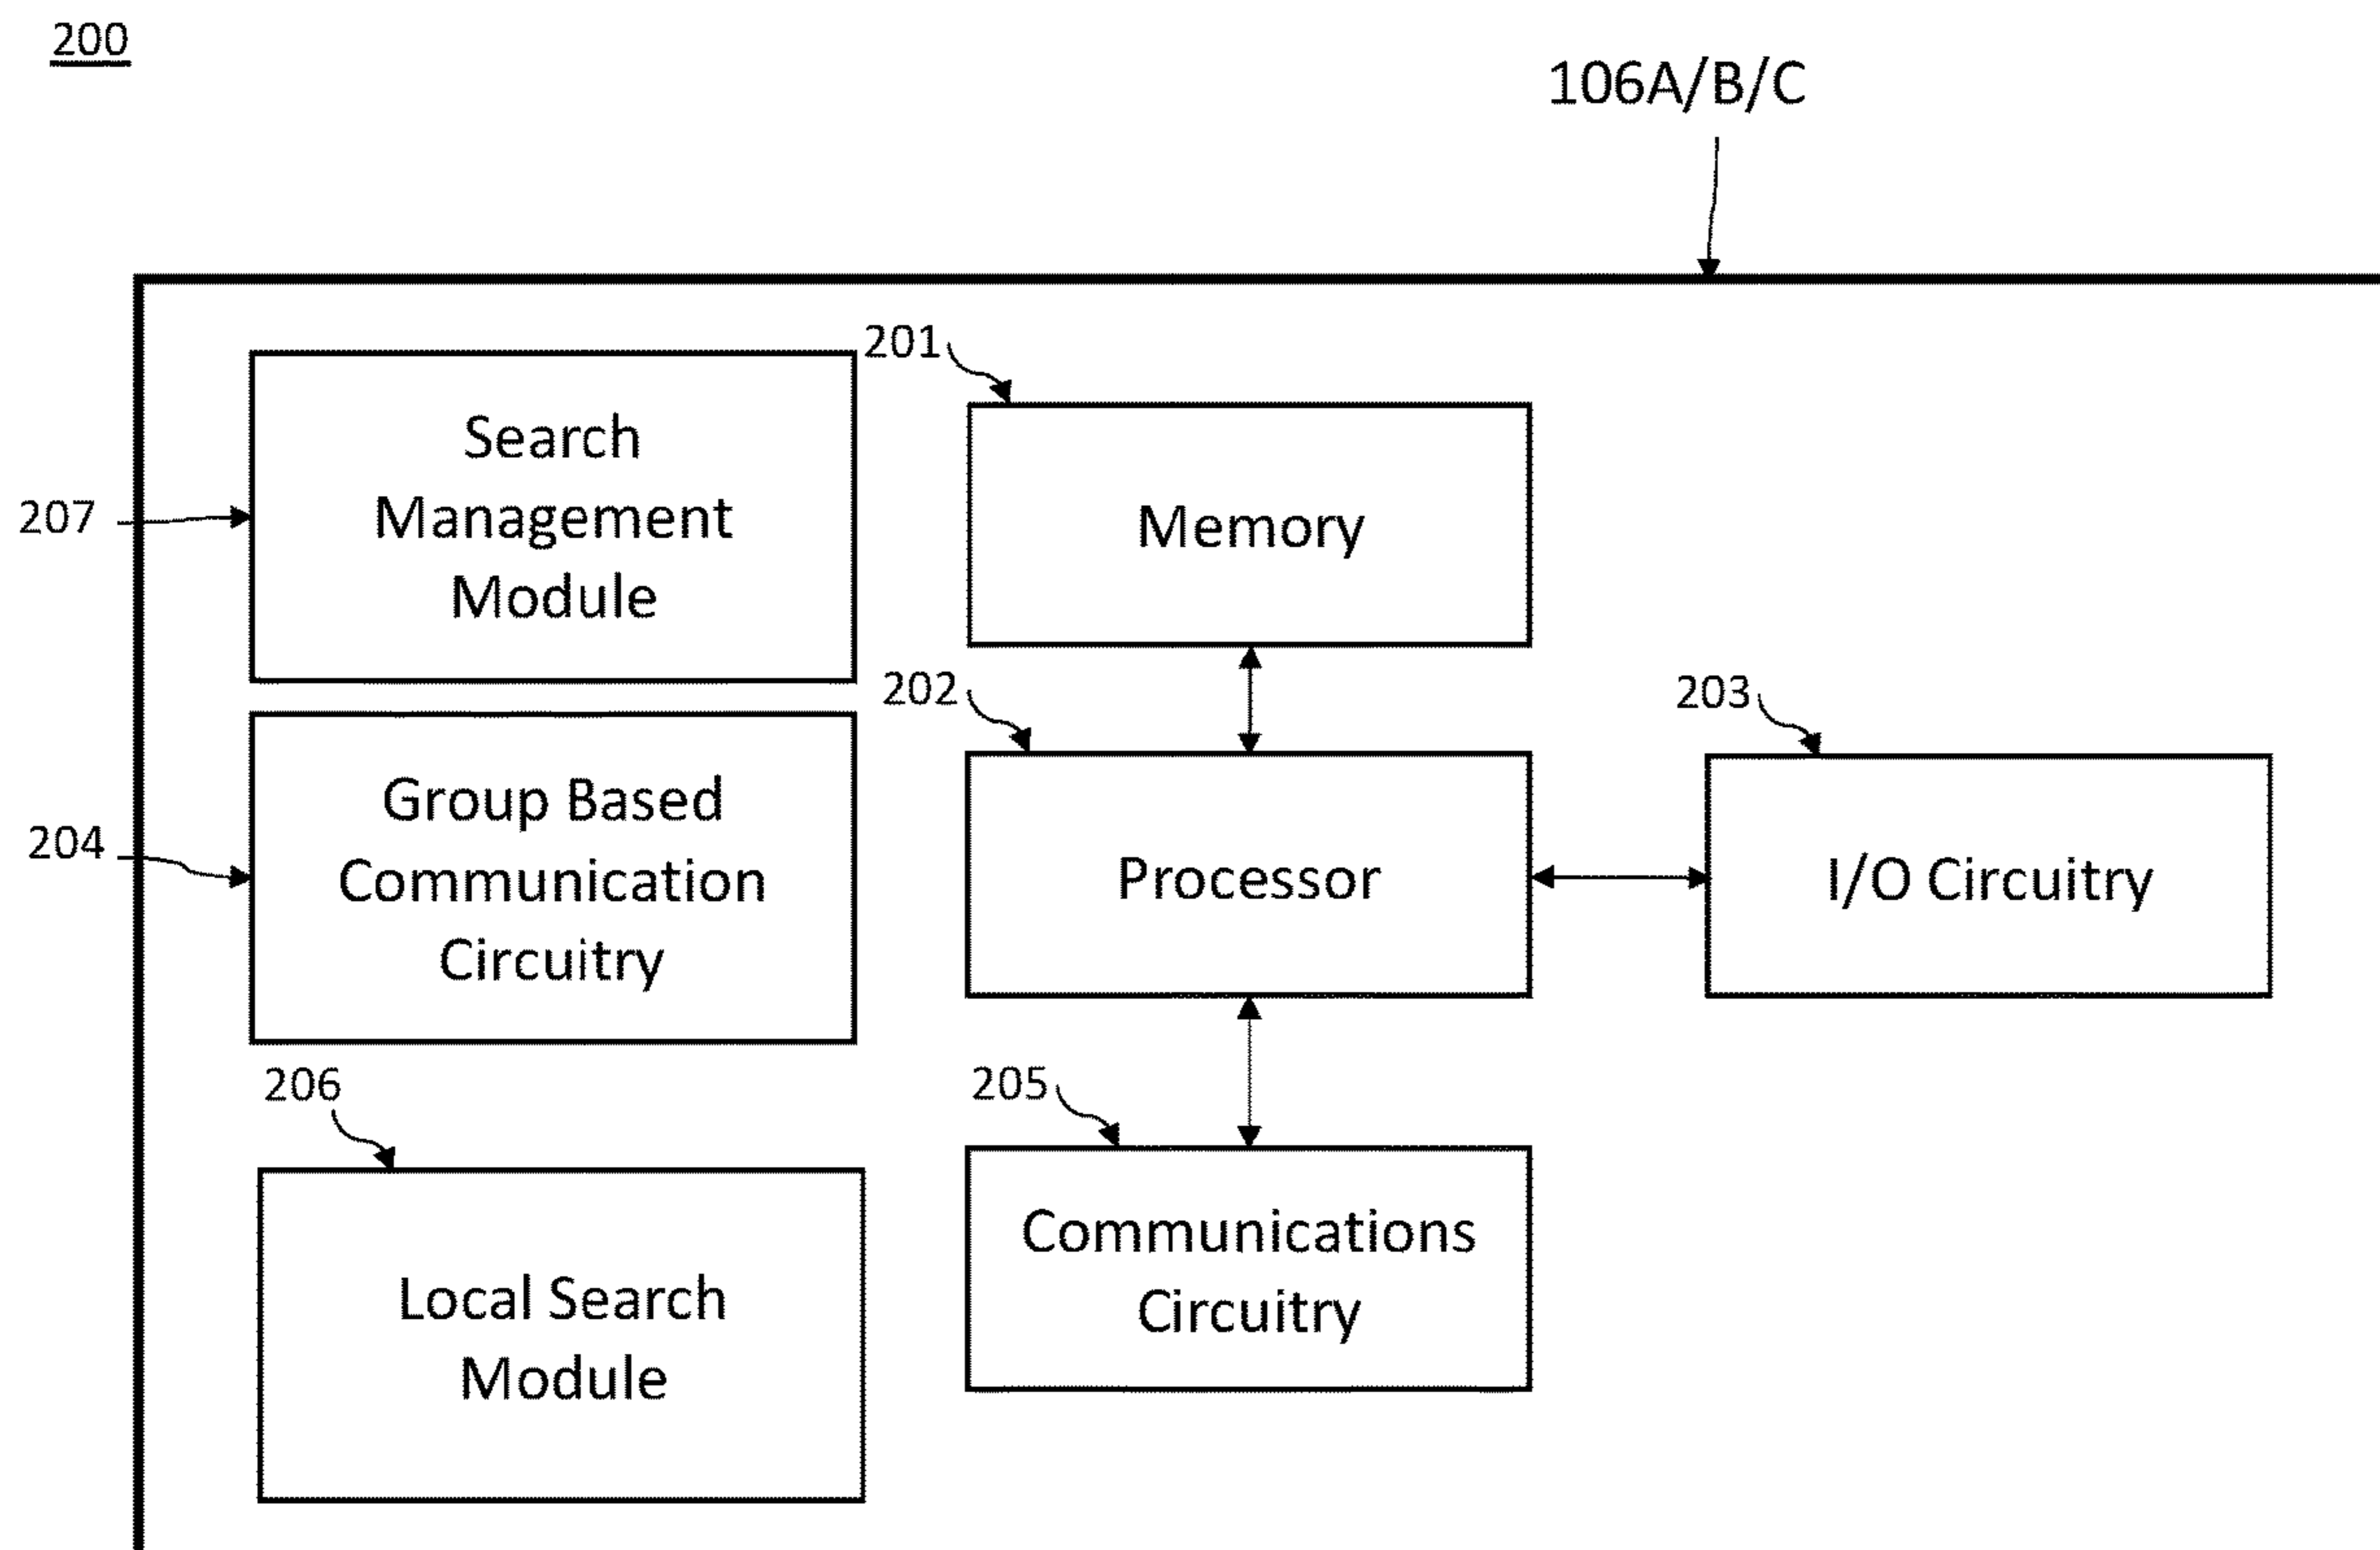 200
106A/B/C
201
Search
Management
Module
207
Memory
202
203
Group Based
Communication
Circuitry
204
Processor
I/O Circuitry
206
205
Local Search
Module
Communications
Circuitry